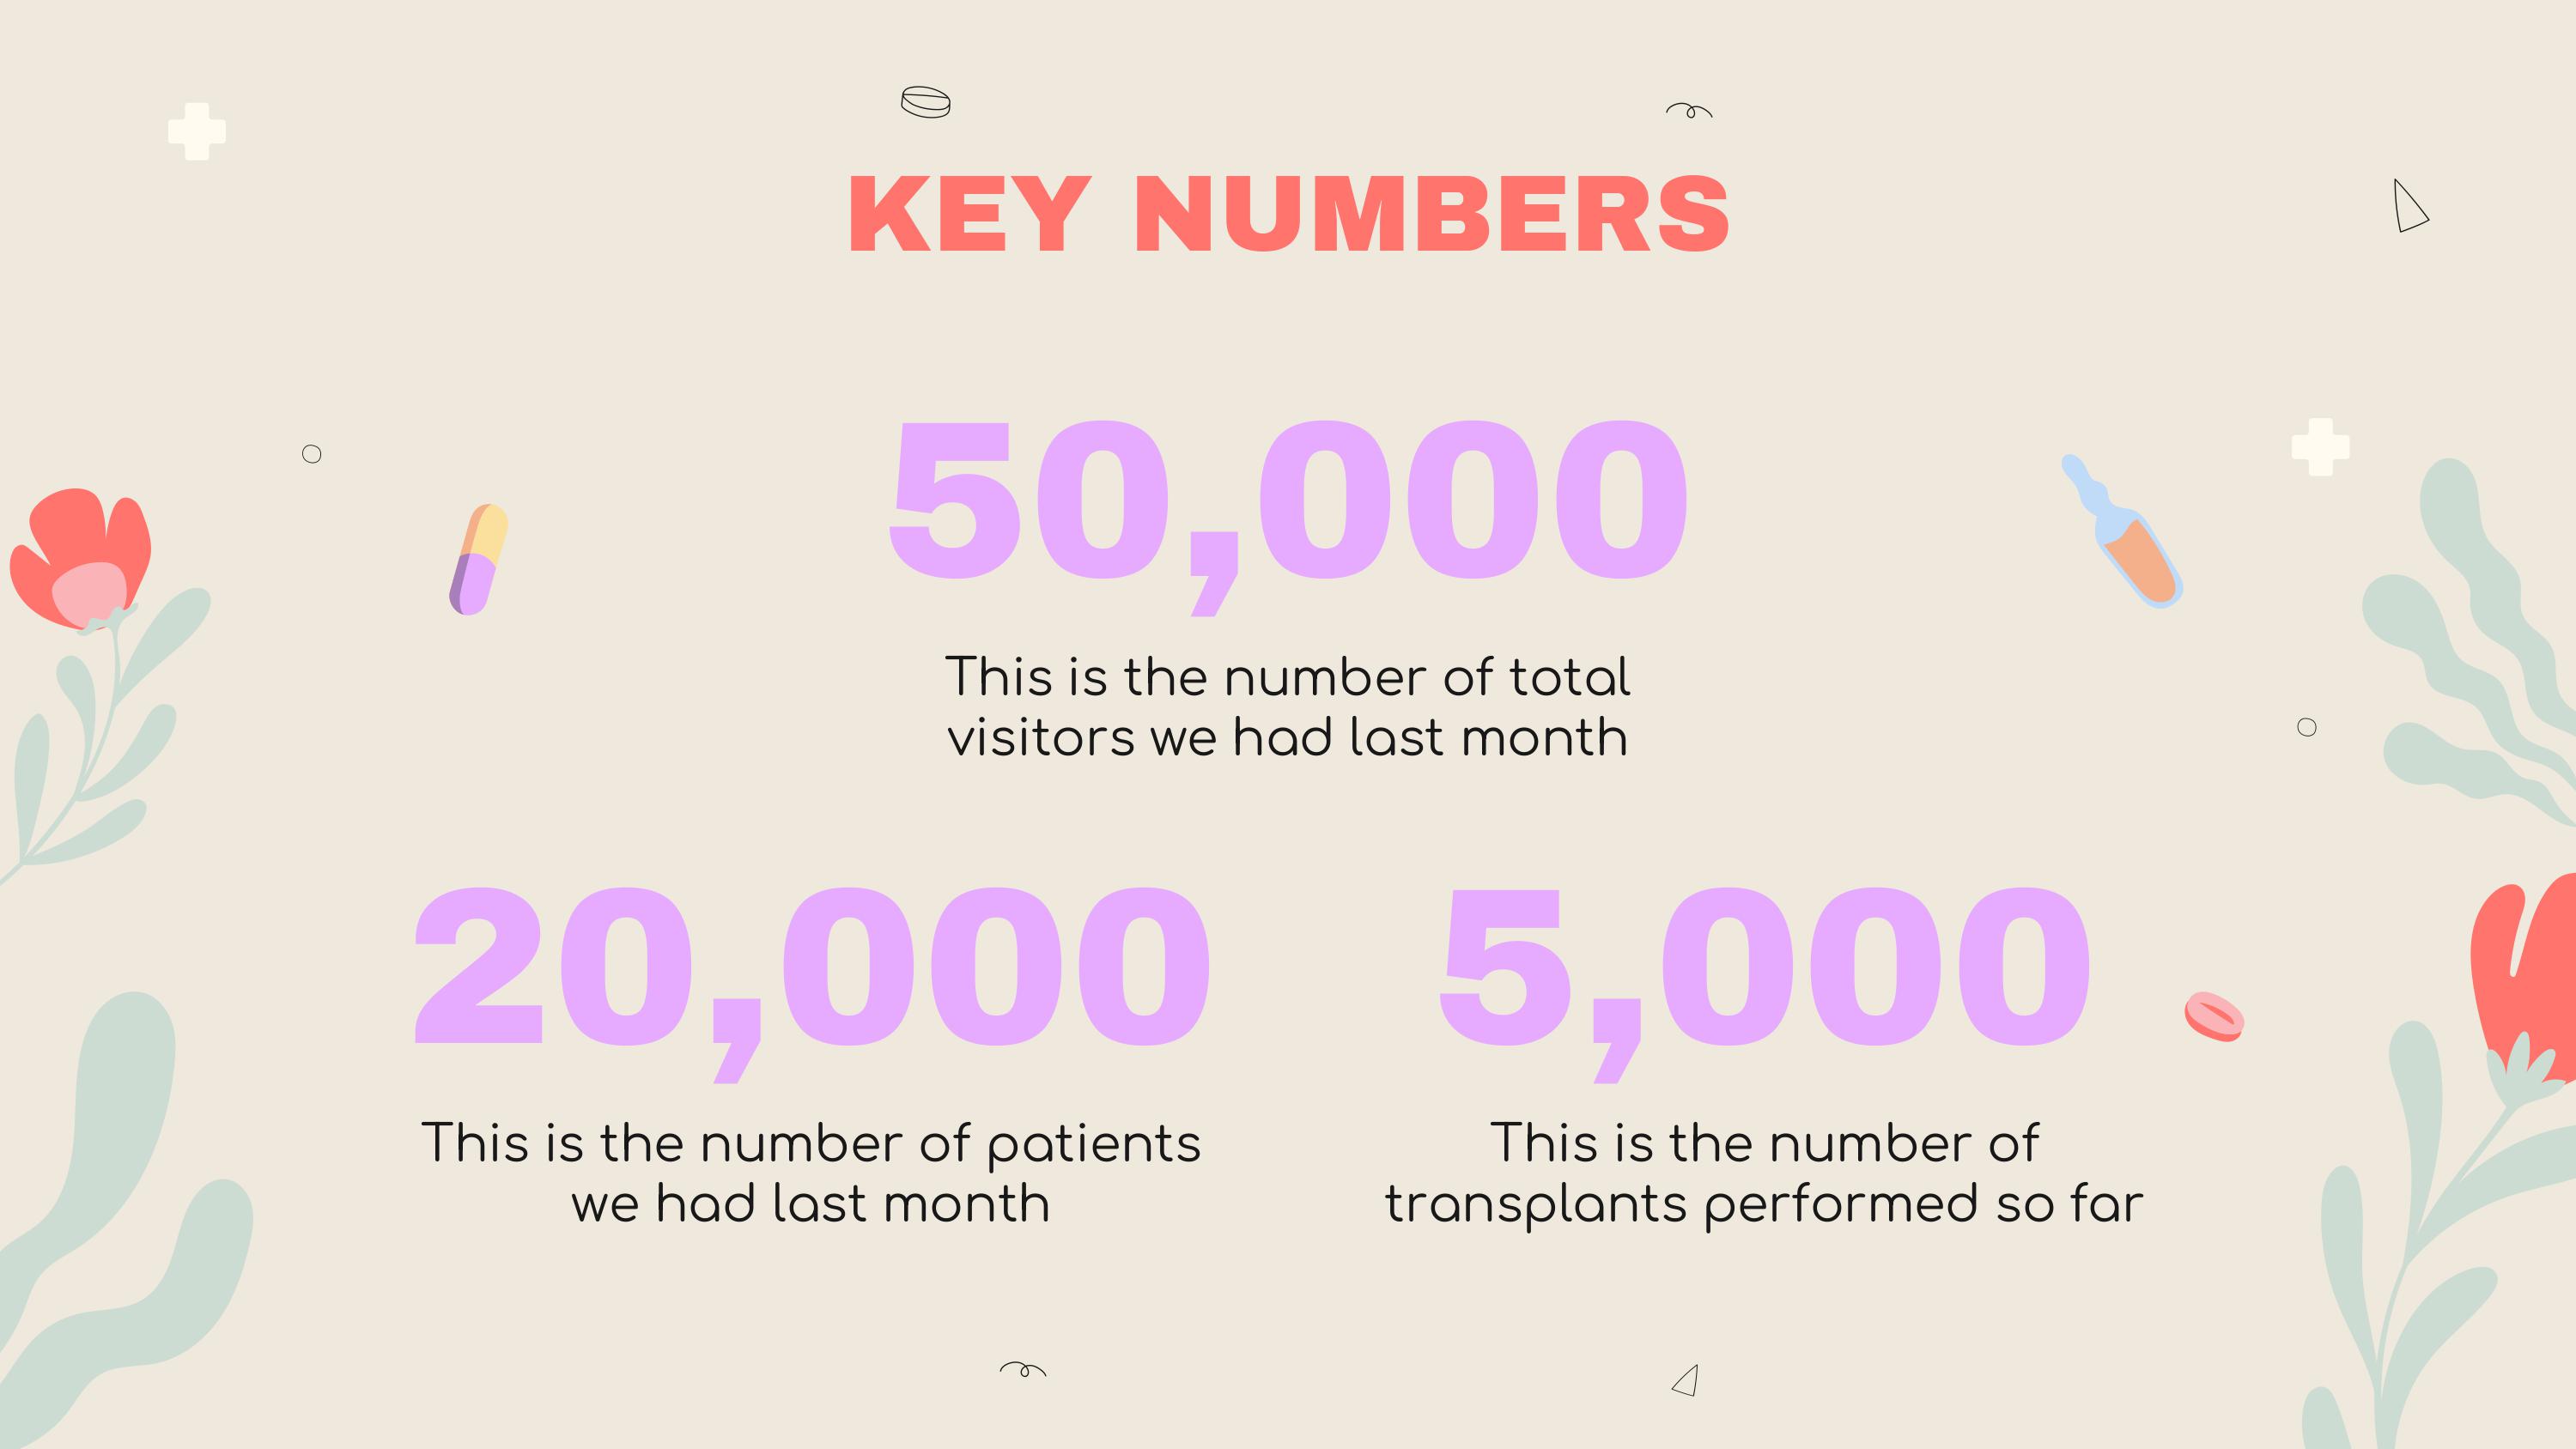 KEY NUMBERS
50,000
This is the number of total
visitors we had last month
20,000
This is the number of patients
we had last month
5,000
This is the number of
transplants performed so far